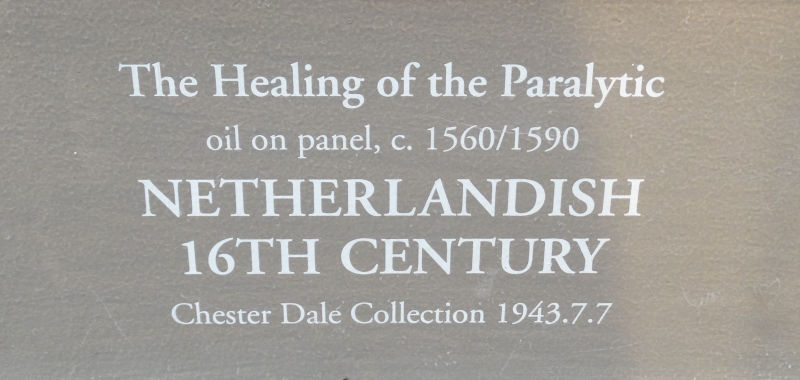 The Healing of the Paralytic
oil on panel, c. 1560/1590
NETHERLANDISH
16TH CENTURY
Chester Dale Collection 1943.7.7